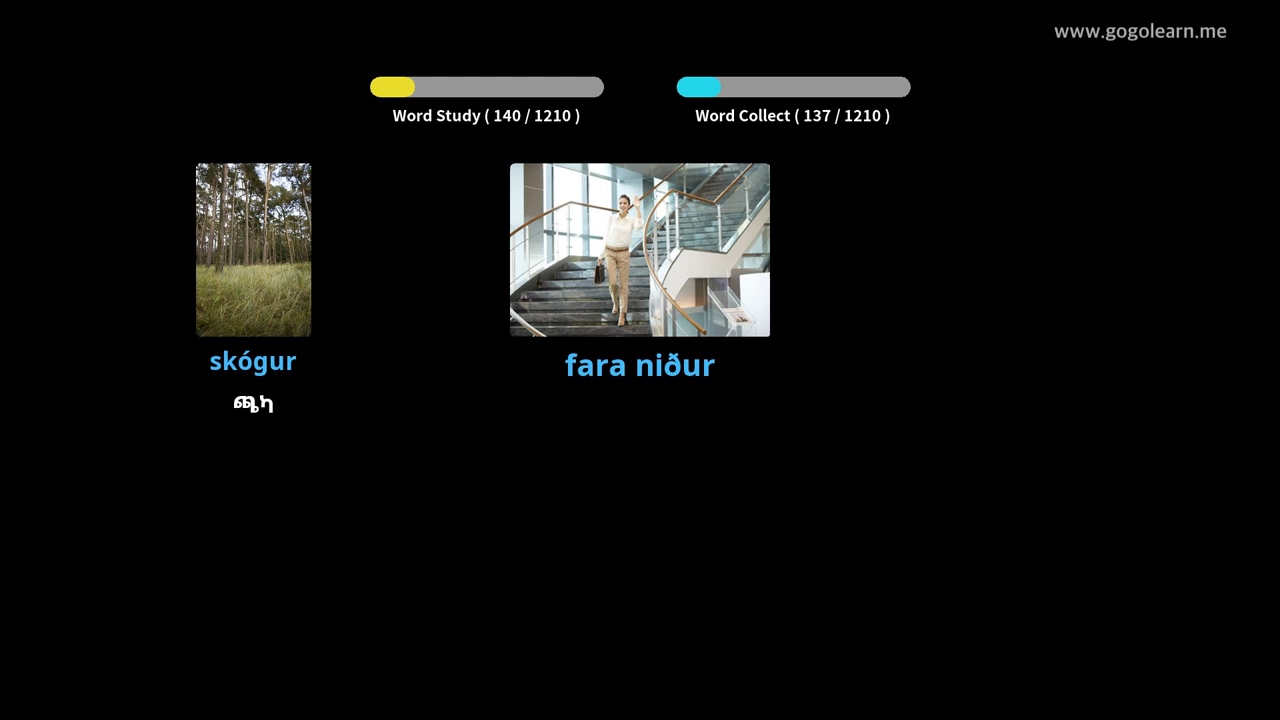 www.gogolearn.me
Word Study ( 140 / 1210 )
Word Collect ( 137 / 1210 )
skógur
ጫካ
fara niður